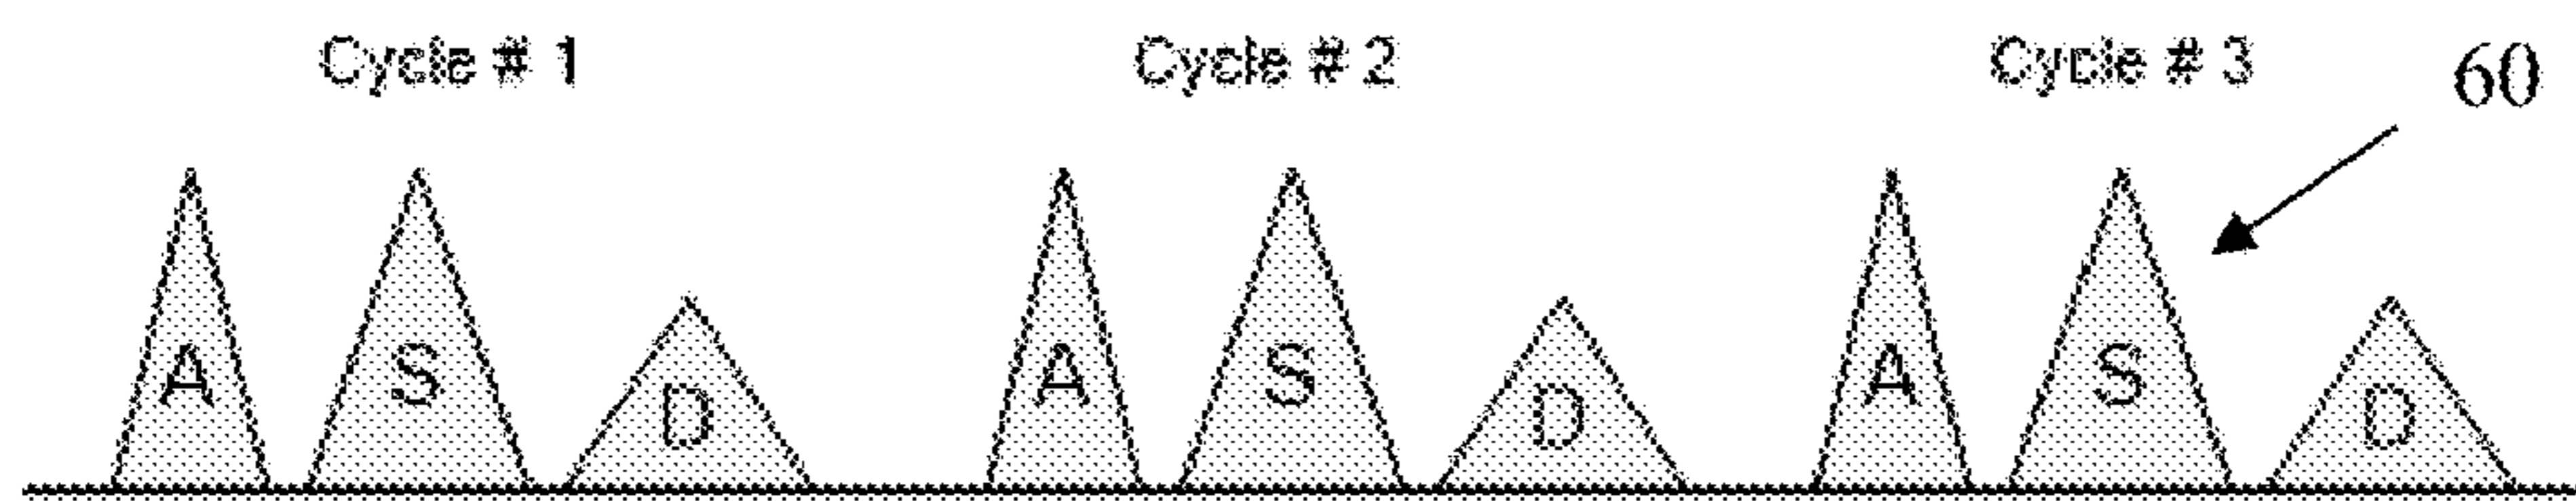 Cycle # 1 Cycle # 2 Cycle # 3 60
A S D A S D A S D